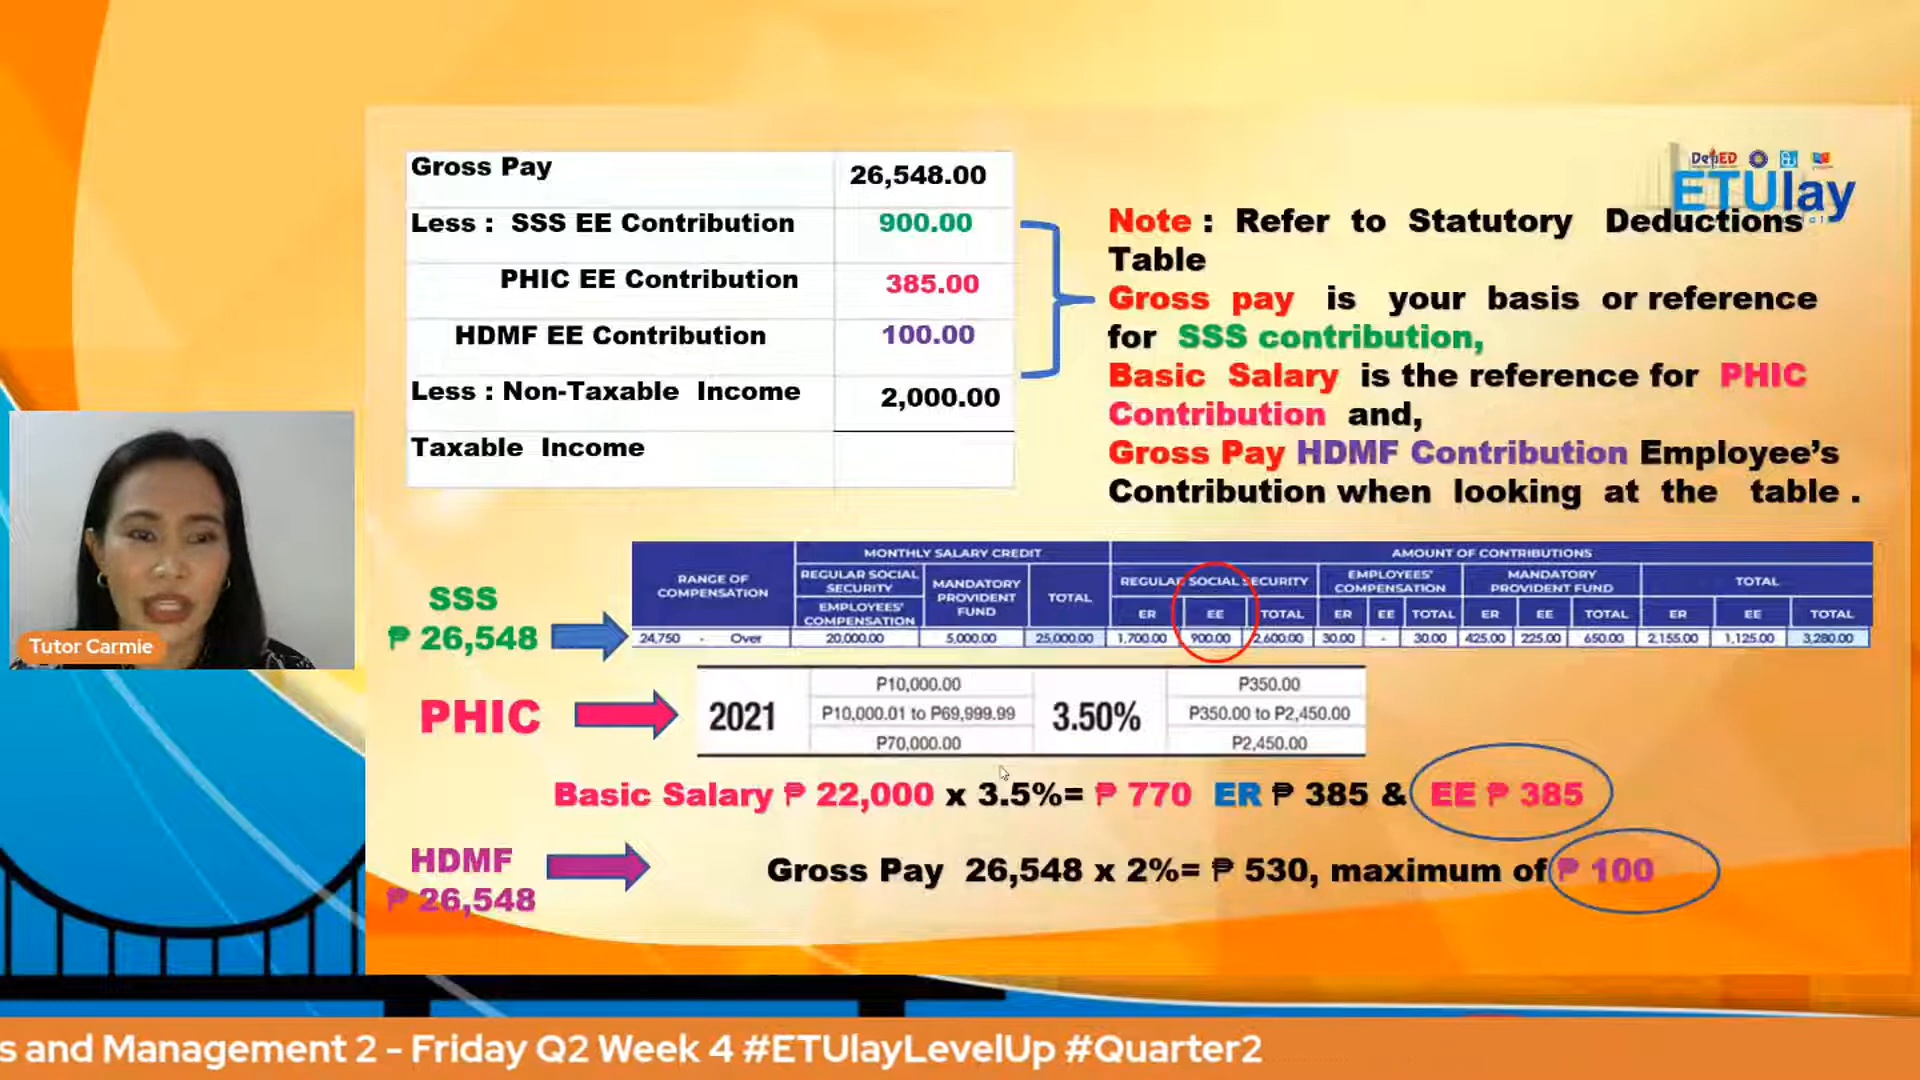 Gross Pay 26,548.00
Less : SSS EE Contribution 900.00
PHIC EE Contribution 385.00
HDMF EE Contribution 100.00
Less : Non-Taxable Income 2,000.00
Taxable Income
DepED
ETUlay
Note : Refer to Statutory Deductions
Table
Gross pay is your basis or reference
for SSS contribution,
Basic Salary is the reference for PHIC
Contribution and,
Gross Pay HDMF Contribution Employee's
Contribution when looking at the table .
Tutor Carmie
SSS
₱ 26,548
RANGE OF
COMPENSATION
MONTHLY SALARY CREDIT
REGULAR SOCIAL
SECURITY
EMPLOYEES'
COMPENSATION
MANDATORY
PROVIDENT
FUND
TOTAL
AMOUNT OF CONTRIBUTIONS
REGULAR SOCIAL SECURITY
EMPLOYEES'
COMPENSATION
MANDATORY
PROVIDENT FUND
TOTAL
ER EE TOTAL ER EE TOTAL ER EE TOTAL ER EE TOTAL
24,750 - Over 20,000.00 5,000.00 25,000.00 1,700.00 900.00 2,600.00 30.00 - 30.00 425.00 225.00 650.00 2,155.00 1,125.00 3,280.00
PHIC
2021
P10,000.00
P10,000.01 to P69,999.99
P70,000.00
3.50%
P350.00
P350.00 to P2,450.00
P2,450.00
Basic Salary ₱ 22,000 x 3.5%= ₱ 770 ER ₱ 385 & EE ₱ 385
HDMF
₱ 26,548
Gross Pay 26,548 x 2%= ₱ 530, maximum of ₱ 100
s and Management 2 - Friday Q2 Week 4 #ETUlayLevelUp #Quarter2